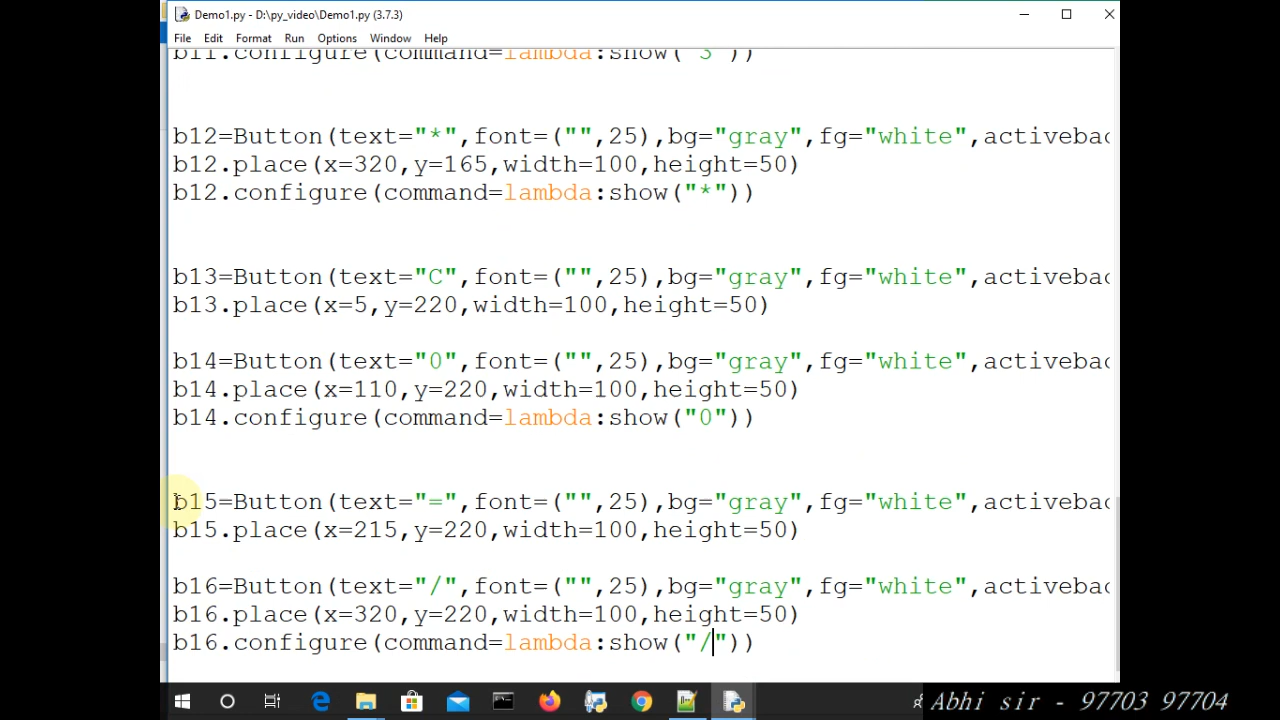 Demo1.py - D:\py_video\Demo1.py (3.7.3)
File Edit Format Run Options Window Help
b11.configure(command=lambda:show("3"))
b12=Button(text="*",font=("",25),bg="gray",fg="white",activebac
b12.place(x=320,y=165,width=100,height=50)
b12.configure(command=lambda:show("*"))
b13=Button(text="C",font=("",25),bg="gray",fg="white",activebac
b13.place(x=5,y=220,width=100,height=50)
b14=Button(text="0",font=("",25),bg="gray",fg="white",activebac
b14.place(x=110,y=220,width=100,height=50)
b14.configure(command=lambda:show("0"))
b15=Button(text="=",font=("",25),bg="gray",fg="white",activebac
b15.place(x=215,y=220,width=100,height=50)
b16=Button(text="/",font=("",25),bg="gray",fg="white",activebac
b16.place(x=320,y=220,width=100,height=50)
b16.configure(command=lambda:show("/"))
Abhi sir - 97703 97704